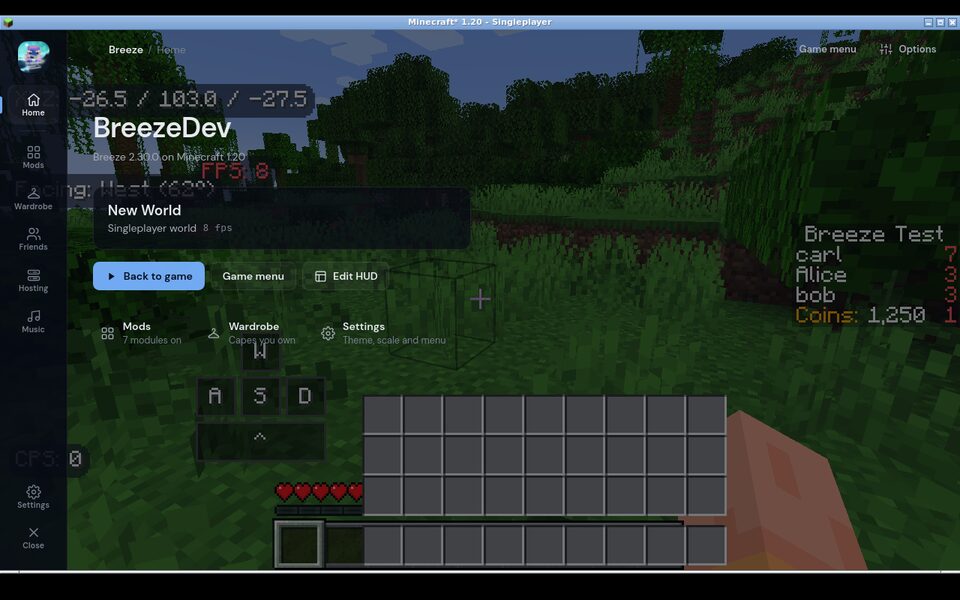 Minecraft* 1.20 - Singleplayer
Breeze / Home
Game menu
Options
Home
-26.5 / 103.0 / -27.5
BreezeDev
Breeze 2.30.0 on Minecraft 1.20
Mods
FPS: 8
Facing: West (62°)
Wardrobe
New World
Singleplayer world 8 fps
Friends
Breeze Test
carl 7
Alice 3
bob 3
Coins: 1,250 1
Hosting
Back to game
Game menu
Edit HUD
Music
Mods
7 modules on
Wardrobe
Capes you own
Settings
Theme, scale and menu
W
A S D
^
CPS: 0
Settings
Close